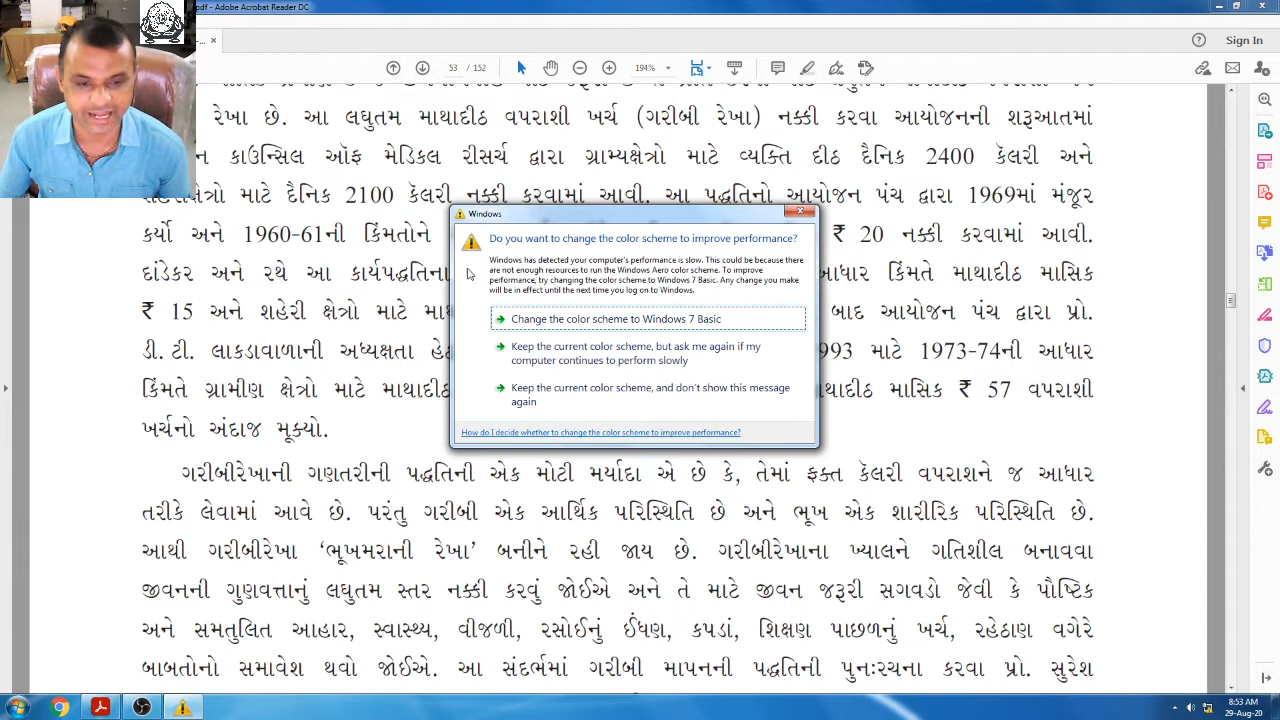 pdf - Adobe Acrobat Reader DC
Sign In
53 / 152
194%
રેખા છે. આ લઘુતમ માથાદીઠ વપરાશી ખર્ચ (ગરીબી રેખા) નક્કી કરવા આયોજનની શરૂઆતમાં
કાઉન્સિલ ઑફ મેડિકલ રીસર્ચ દ્વારા ગ્રામ્યક્ષેત્રો માટે વ્યક્તિ દીઠ દૈનિક 2400 કૅલરી અને
માટે દૈનિક 2100 કૅલરી નક્કી કરવામાં આવી. આ પદ્ધતિનો આયોજન પંચ દ્વારા 1969માં મંજૂર
કર્યો અને 1960-61ની કિંમતોને ₹ 20 નક્કી કરવામાં આવી.
દાંડેકર અને રથે આ કાર્યપદ્ધતિના આધાર કિંમતે માથાદીઠ માસિક
₹ 15 અને શહેરી ક્ષેત્રો માટે બાદ આયોજન પંચ દ્વારા પ્રો.
ડી. ટી. લાકડાવાળાની અધ્યક્ષતા 993 માટે 1973-74ની આધાર
કિંમતે ગ્રામીણ ક્ષેત્રો માટે માથાદીઠ માસિક ₹ 57 વપરાશી
ખર્ચનો અંદાજ મૂક્યો.
Windows
Do you want to change the color scheme to improve performance?
Windows has detected your computer's performance is slow. This could be because there
are not enough resources to run the Windows Aero color scheme. To improve
performance, try changing the color scheme to Windows 7 Basic. Any change you make
will be in effect until the next time you log on to Windows.
Change the color scheme to Windows 7 Basic
Keep the current color scheme, but ask me again if my
computer continues to perform slowly
Keep the current color scheme, and don't show this message
again
How do I decide whether to change the color scheme to improve performance?
ગરીબીરેખાની ગણતરીની પદ્ધતિની એક મોટી મર્યાદા એ છે કે, તેમાં ફક્ત કૅલરી વપરાશને જ આધાર
તરીકે લેવામાં આવે છે. પરંતુ ગરીબી એક આર્થિક પરિસ્થિતિ છે અને ભૂખ એક શારીરિક પરિસ્થિતિ છે.
આથી ગરીબીરેખા ‘ભૂખમરાની રેખા’ બનીને રહી જાય છે. ગરીબીરેખાના ખ્યાલને ગતિશીલ બનાવવા
જીવનની ગુણવત્તાનું લઘુતમ સ્તર નક્કી કરવું જોઈએ અને તે માટે જીવન જરૂરી સગવડો જેવી કે પૌષ્ટિક
અને સમતુલિત આહાર, સ્વાસ્થ્ય, વીજળી, રસોઈનું ઈંધણ, કપડાં, શિક્ષણ પાછળનું ખર્ચ, રહેઠાણ વગેરે
બાબતોનો સમાવેશ થવો જોઈએ. આ સંદર્ભમાં ગરીબી માપનની પદ્ધતિની પુનઃરચના કરવા પ્રો. સુરેશ
8:53 AM
29-Aug-20